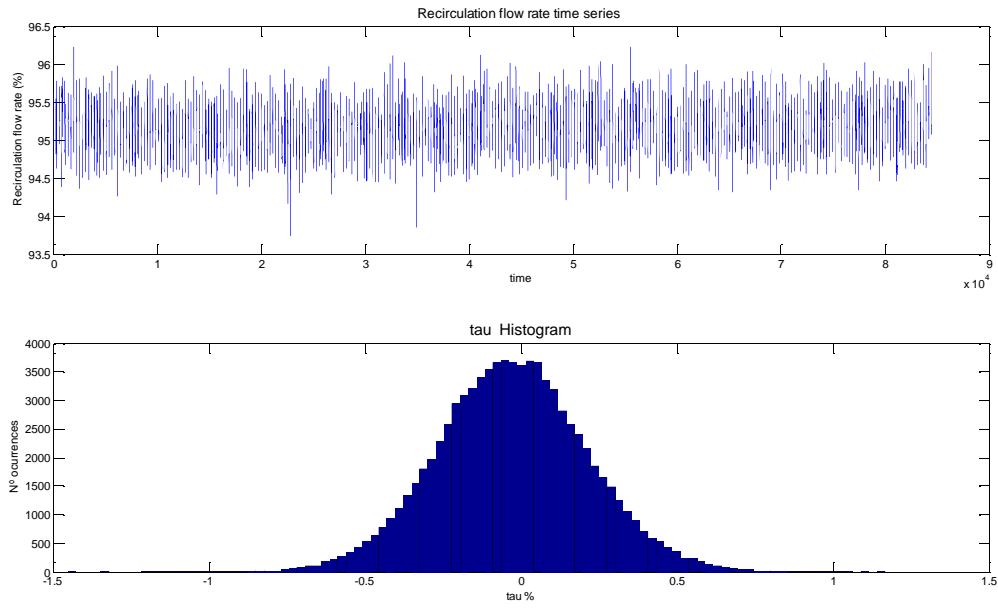 Recirculation flow rate time series
Recirculation flow rate (%)
96.5
96
95.5
95
94.5
94
93.5
0 1 2 3 4 5 6 7 8 9
x 10^4
time
tau Histogram
Nº ocurrences
4000
3500
3000
2500
2000
1500
1000
500
0
-1.5 -1 -0.5 0 0.5 1 1.5
tau %